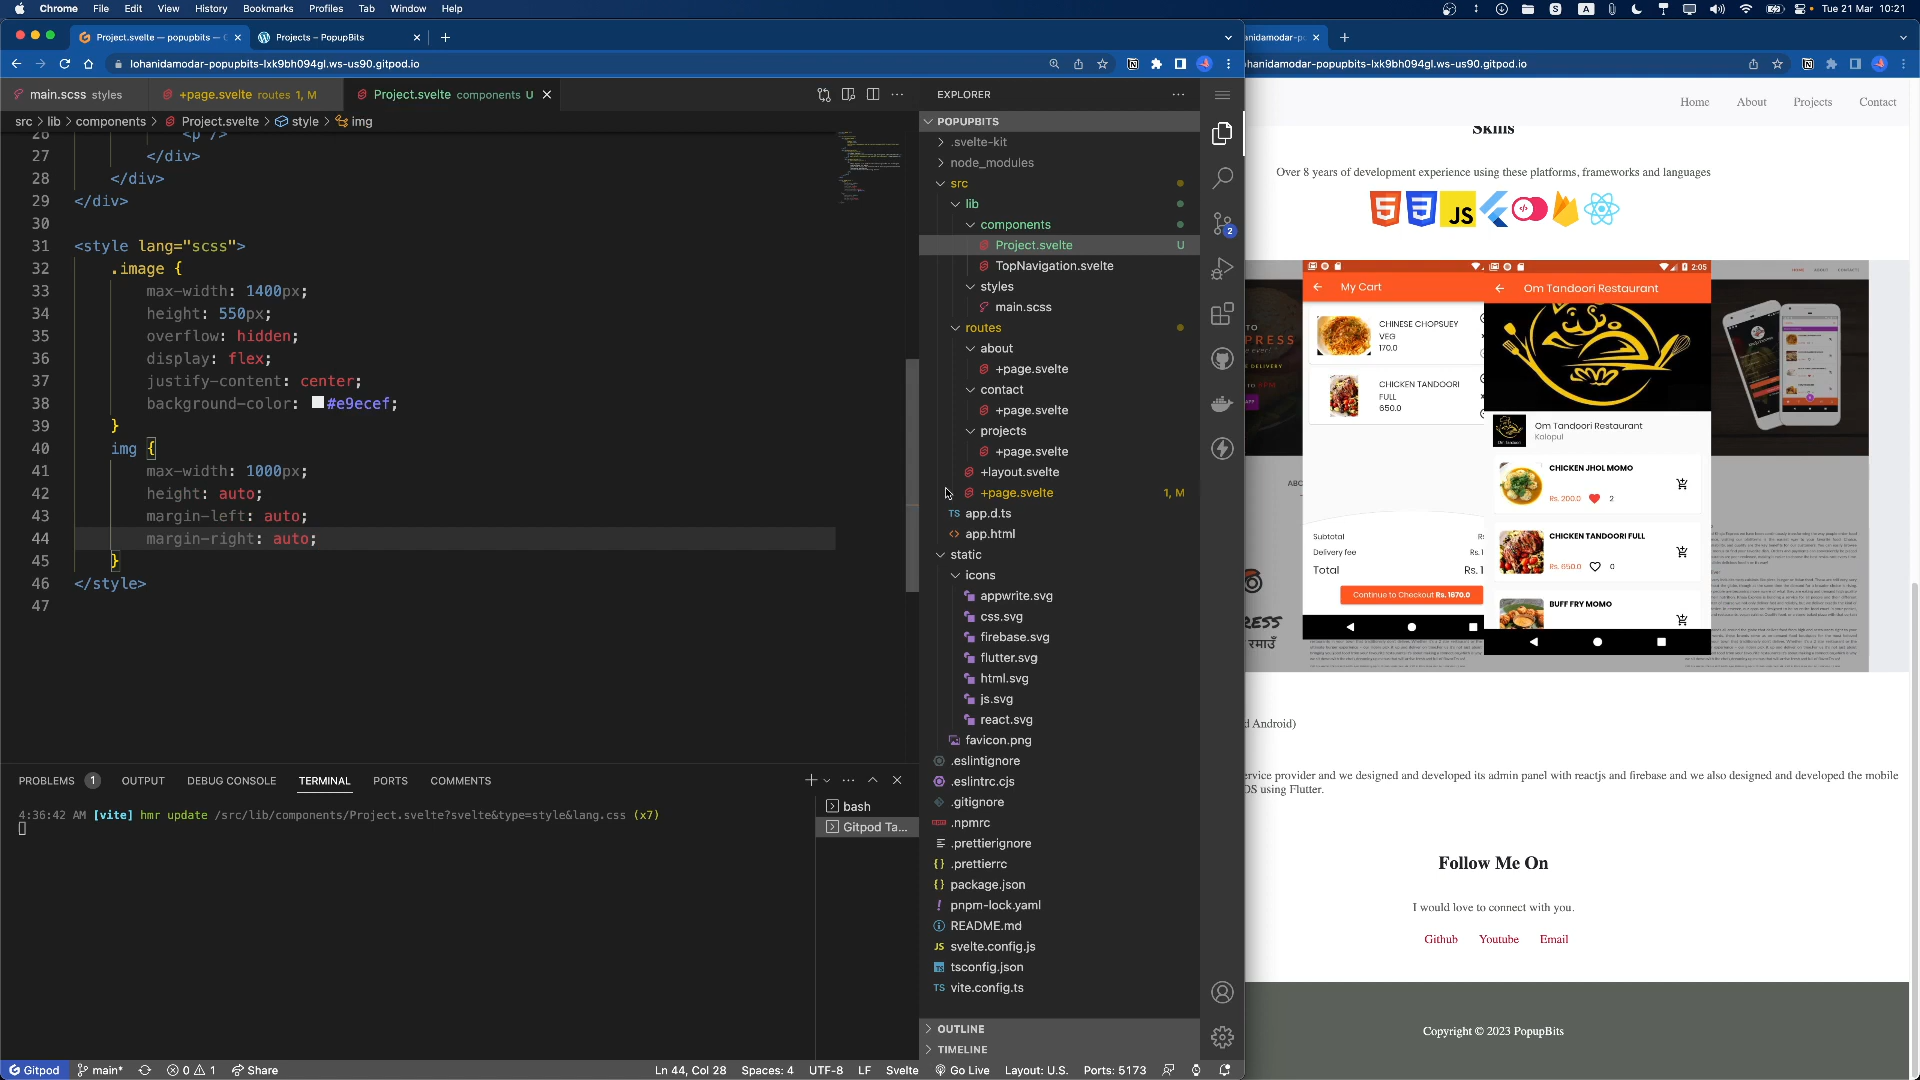 Chrome File Edit View History Bookmarks Profiles Tab Window Help
Tue 21 Mar 10:21
Project.svelte — popupbits —
Projects – PopupBits
lohanidamodar-popupbits-lxk9bh094gl.ws-us90.gitpod.io
main.scss styles
+page.svelte routes 1, M
Project.svelte components U
src > lib > components > Project.svelte > style > img
26 <p />
27 </div>
28 </div>
29 </div>
30
31 <style lang="scss">
32 .image {
33 max-width: 1400px;
34 height: 550px;
35 overflow: hidden;
36 display: flex;
37 justify-content: center;
38 background-color: #e9ecef;
39 }
40 img {
41 max-width: 1000px;
42 height: auto;
43 margin-left: auto;
44 margin-right: auto;
45 }
46 </style>
47
PROBLEMS 1 OUTPUT DEBUG CONSOLE TERMINAL PORTS COMMENTS
4:36:42 AM [vite] hmr update /src/lib/components/Project.svelte?svelte&type=style&lang.css (x7)
bash
Gitpod Ta...
EXPLORER
POPUPBITS
.svelte-kit
node_modules
src
lib
components
Project.svelte U
TopNavigation.svelte
styles
main.scss
routes
about
+page.svelte
contact
+page.svelte
projects
+page.svelte
+layout.svelte
+page.svelte 1, M
TS app.d.ts
<> app.html
static
icons
appwrite.svg
css.svg
firebase.svg
flutter.svg
html.svg
js.svg
react.svg
favicon.png
.eslintignore
.eslintrc.cjs
.gitignore
.npmrc
.prettierignore
{} .prettierrc
{} package.json
! pnpm-lock.yaml
README.md
JS svelte.config.js
tsconfig.json
TS vite.config.ts
OUTLINE
TIMELINE
2
Gitpod main* 0 1 Share
Ln 44, Col 28 Spaces: 4 UTF-8 LF Svelte Go Live Layout: U.S. Ports: 5173
anidamodar-p
hanidamodar-popupbits-lxk9bh094gl.ws-us90.gitpod.io
Home About Projects Contact
Skills
Over 8 years of development experience using these platforms, frameworks and languages
5 3 JS
2:05
My Cart
CHINESE CHOPSUEY
VEG
170.0
CHICKEN TANDOORI
FULL
650.0
Subtotal
Delivery fee
Total
Continue to Checkout Rs. 1670.0
Om Tandoori Restaurant
Om Tandoori Restaurant
Kalopul
CHICKEN JHOL MOMO
Rs. 200.0 2
CHICKEN TANDOORI FULL
Rs. 650.0 0
BUFF FRY MOMO
RESS
रमाउँ
d Android)
ervice provider and we designed and developed its admin panel with reactjs and firebase and we also designed and developed the mobile
OS using Flutter.
Follow Me On
I would love to connect with you.
Github Youtube Email
Copyright © 2023 PopupBits